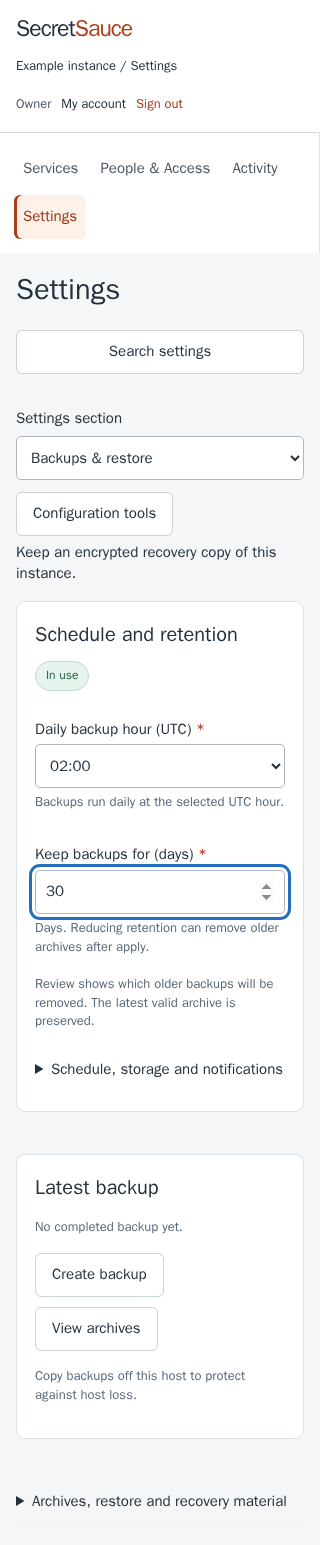 SecretSauce
Example instance / Settings
Owner My account Sign out
Services People & Access Activity
Settings
Settings
Search settings
Settings section
Backups & restore
Configuration tools
Keep an encrypted recovery copy of this
instance.
Schedule and retention
In use
Daily backup hour (UTC) *
02:00
Backups run daily at the selected UTC hour.
Keep backups for (days) *
30
Days. Reducing retention can remove older
archives after apply.
Review shows which older backups will be
removed. The latest valid archive is
preserved.
Schedule, storage and notifications
Latest backup
No completed backup yet.
Create backup
View archives
Copy backups off this host to protect
against host loss.
Archives, restore and recovery material